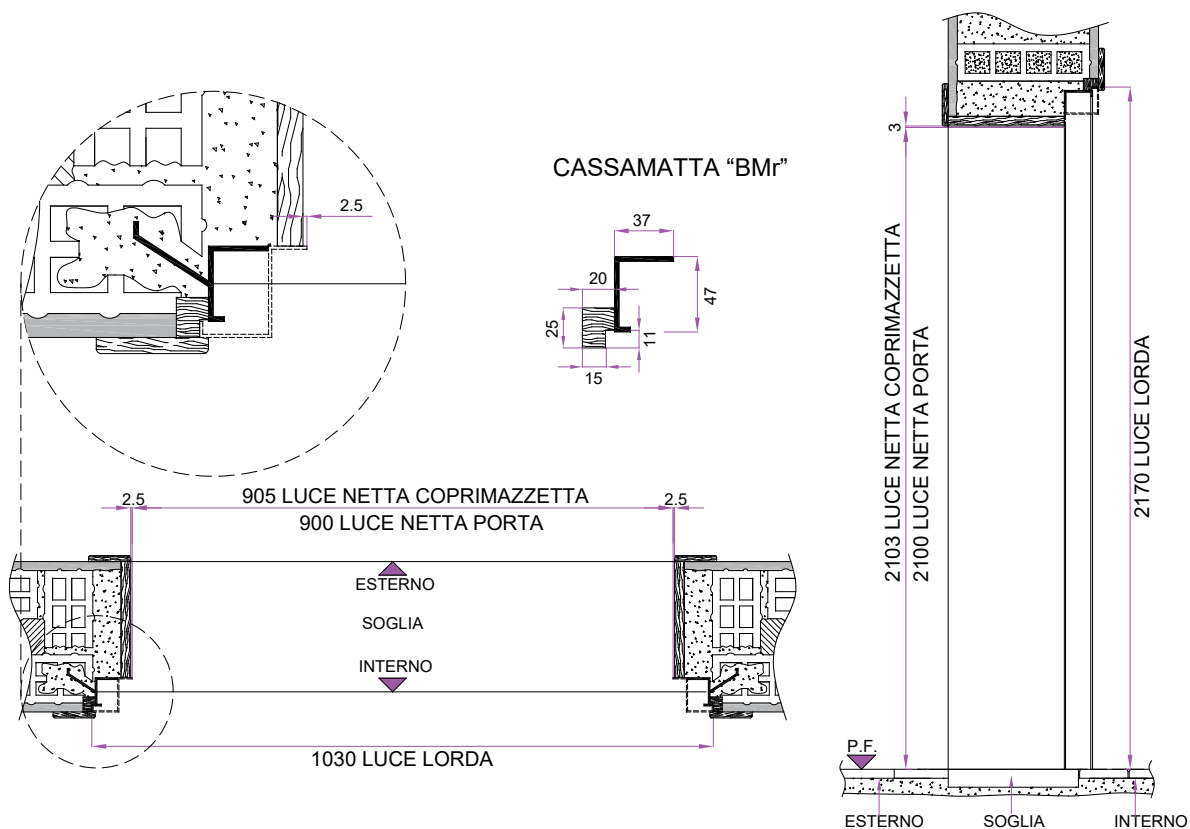 2.5
CASSAMATTA “BMr”
37
20
47
25
11
15
905 LUCE NETTA COPRIMAZZETTA
900 LUCE NETTA PORTA
2.5
2.5
ESTERNO
SOGLIA
INTERNO
1030 LUCE LORDA
3
2103 LUCE NETTA COPRIMAZZETTA
2100 LUCE NETTA PORTA
2170 LUCE LORDA
P.F.
ESTERNO
SOGLIA
INTERNO